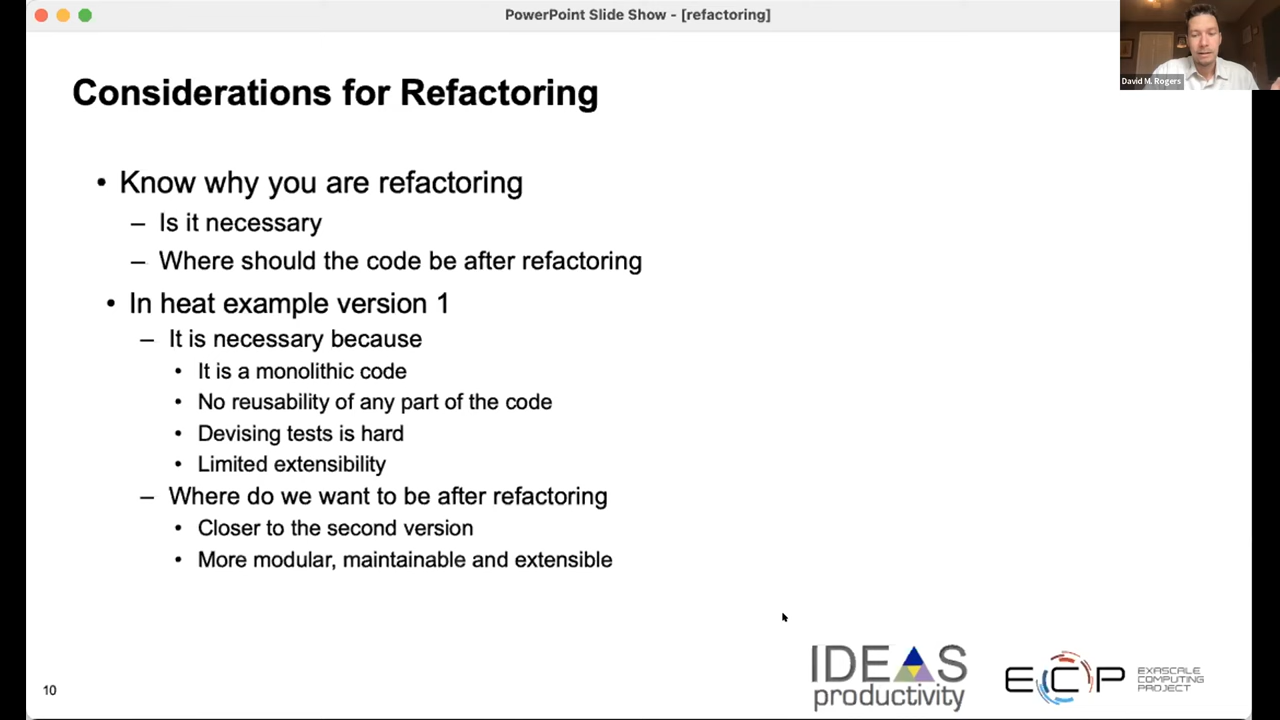 PowerPoint Slide Show - [refactoring]
David M. Rogers
Considerations for Refactoring
• Know why you are refactoring
– Is it necessary
– Where should the code be after refactoring
• In heat example version 1
– It is necessary because
• It is a monolithic code
• No reusability of any part of the code
• Devising tests is hard
• Limited extensibility
– Where do we want to be after refactoring
• Closer to the second version
• More modular, maintainable and extensible
10
IDEAS
productivity
ECP
EXASCALE
COMPUTING
PROJECT